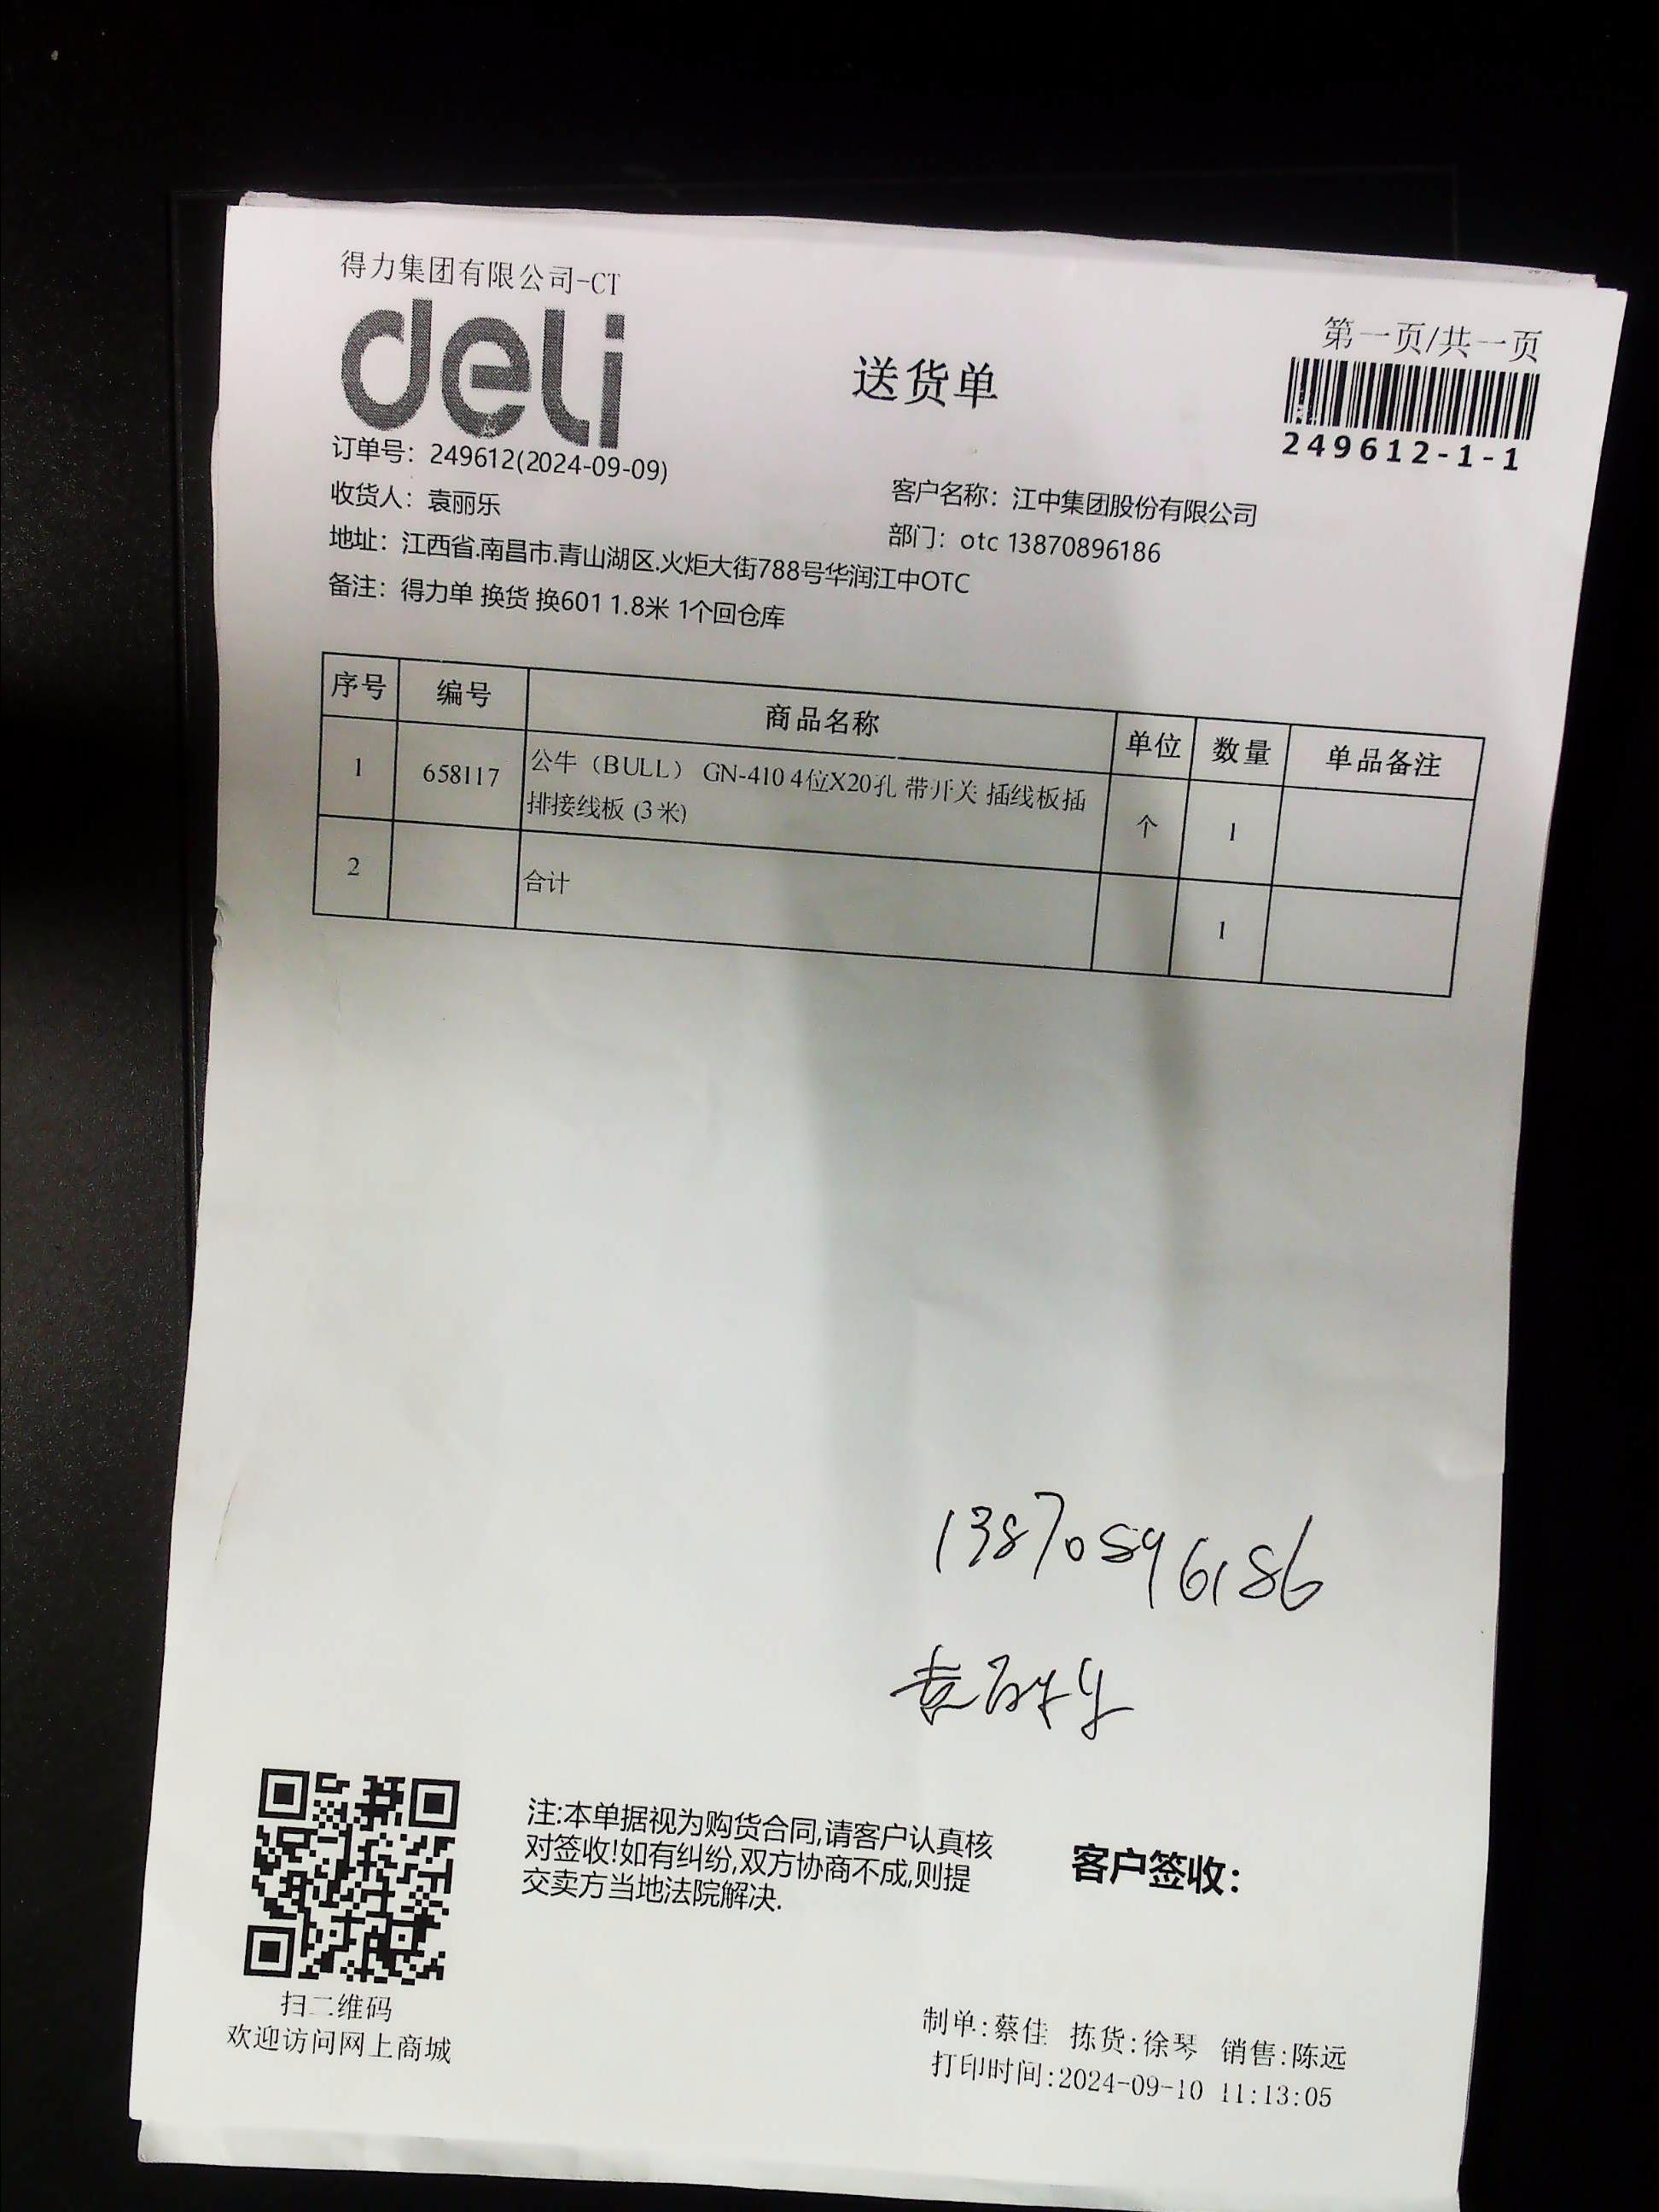 得力集团有限公司-CT
deli
送货单
第一页/共一页
249612-1-1
订单号：249612(2024-09-09)
收货人：袁丽乐
客户名称：江中集团股份有限公司
部门：otc 13870896186
地址：江西省.南昌市.青山湖区.火炬大街788号华润江中OTC
备注：得力单 换货 换601 1.8米 1个回仓库
序号 编号 商品名称 单位 数量 单品备注
1 658117 公牛（BULL） GN-410 4位X20孔 带开关 插线板插 个 1
排接线板 (3米)
2 合计 1
13870896186
注:本单据视为购货合同,请客户认真核
对签收!如有纠纷,双方协商不成,则提
交卖方当地法院解决.
客户签收：
扫二维码
欢迎访问网上商城
制单:蔡佳 拣货:徐琴 销售:陈远
打印时间:2024-09-10 11:13:05